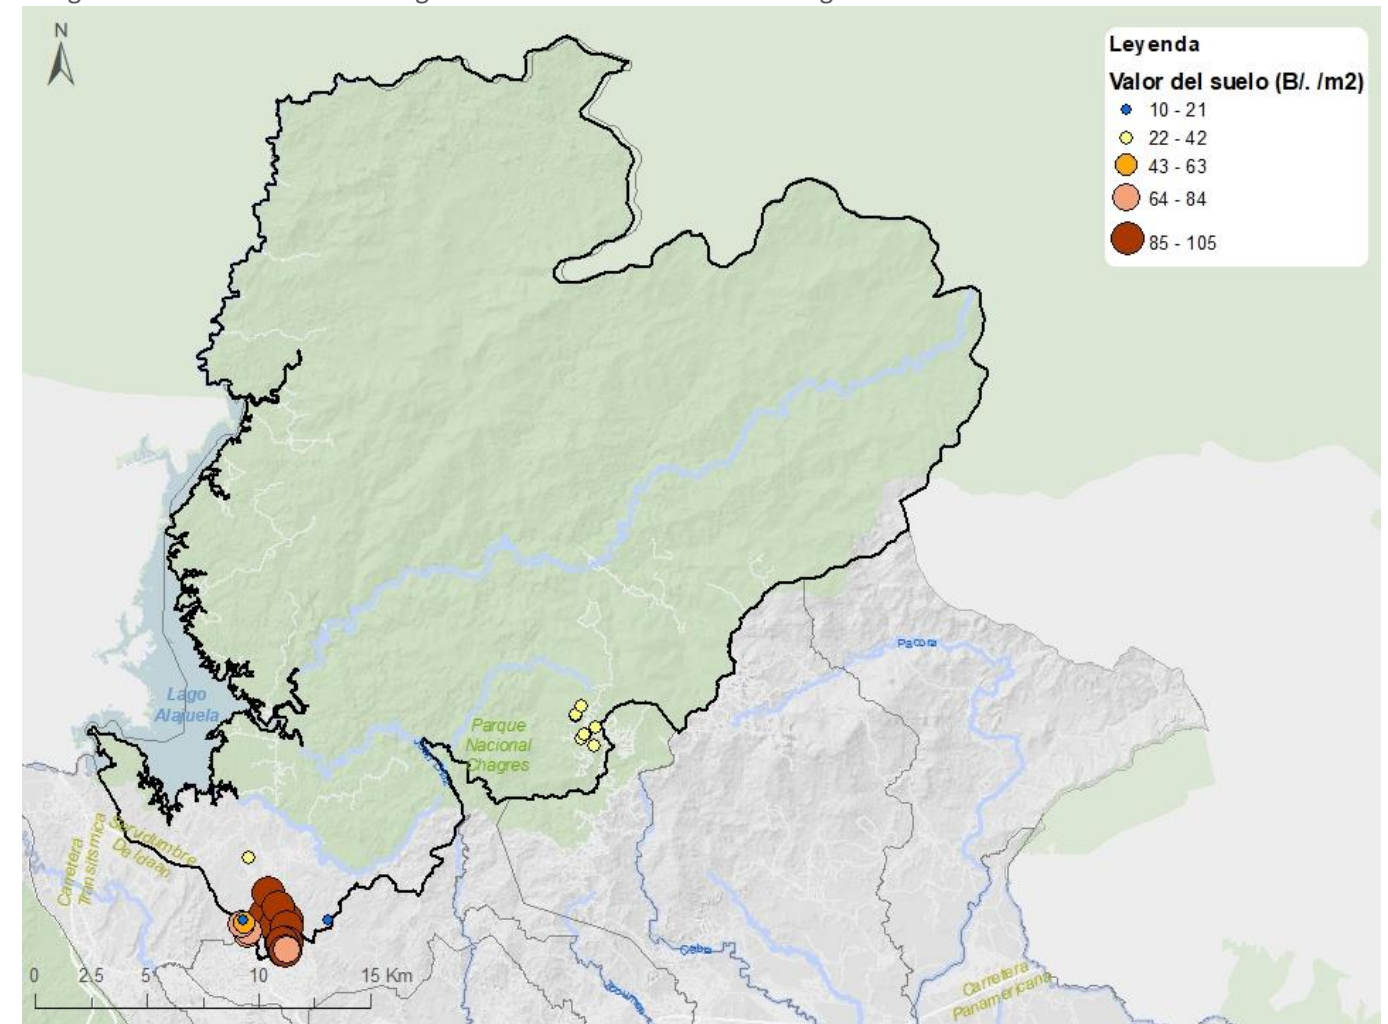 N
Leyenda
Valor del suelo (B/. /m2)
10 - 21
22 - 42
43 - 63
64 - 84
85 - 105
Pacora
Lago
Alajuela
Parque
Nacional
Chagres
Servidumbre
De Idaan
Carretera
Transitsmica
Cabra
Carretera
Panamericana
0 2.5 5 10 15 Km